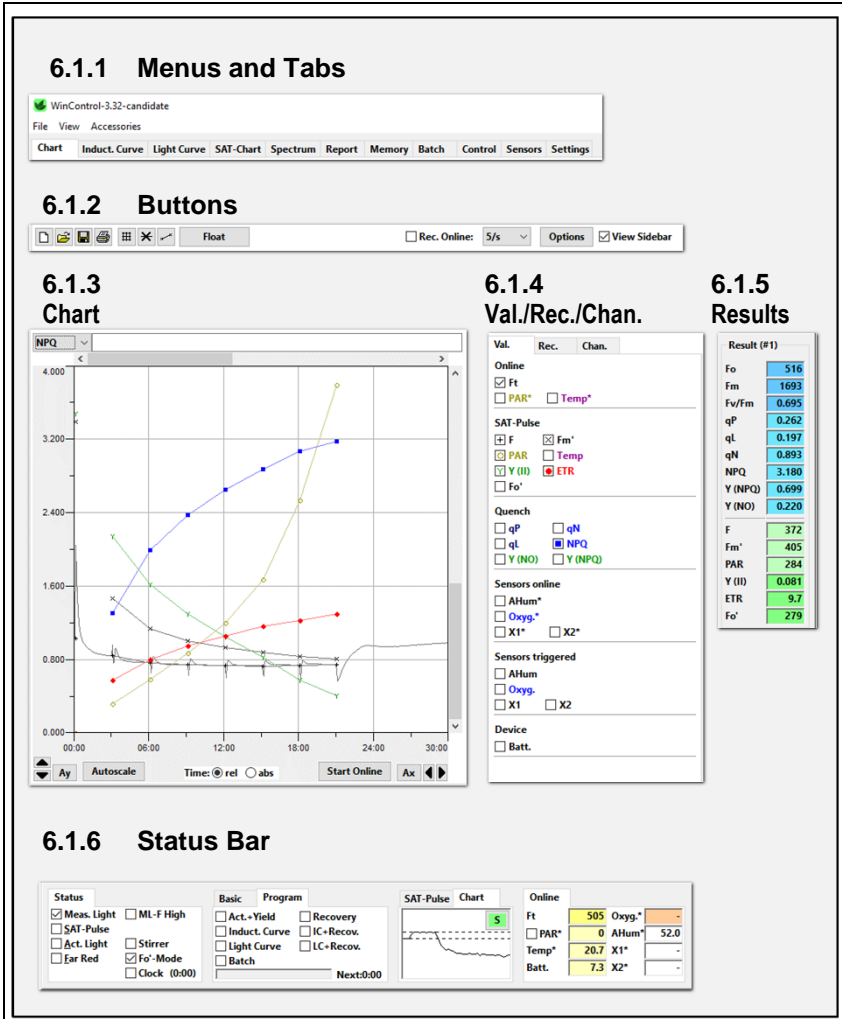 6.1.1 Menus and Tabs
WinControl-3.32-candidate
File View Accessories
Chart Induct. Curve Light Curve SAT-Chart Spectrum Report Memory Batch Control Sensors Settings
6.1.2 Buttons
Float Rec. Online: 5/s Options View Sidebar
6.1.3
Chart
6.1.4
Val./Rec./Chan.
6.1.5
Results
NPQ
4.000
3.200
2.400
1.600
0.800
0.000
00:00 06:00 12:00 18:00 24:00 30:00
Ay Autoscale Time: rel abs Start Online Ax
Val. Rec. Chan.
Online
Ft
PAR* Temp*
SAT-Pulse
F Fm'
PAR Temp
Y (II) ETR
Fo'
Quench
qP qN
qL NPQ
Y (NO) Y (NPQ)
Sensors online
AHum*
Oxyg.*
X1* X2*
Sensors triggered
AHum
Oxyg.
X1 X2
Device
Batt.
Result (#1)
Fo 516
Fm 1693
Fv/Fm 0.695
qP 0.262
qL 0.197
qN 0.893
NPQ 3.180
Y (NPQ) 0.699
Y (NO) 0.220
F 372
Fm' 405
PAR 284
Y (II) 0.081
ETR 9.7
Fo' 279
6.1.6 Status Bar
Status
Meas. Light ML-F High
SAT-Pulse
Act. Light Stirrer
Far Red Fo'-Mode
Clock (0:00)
Basic Program
Act.+Yield Recovery
Induct. Curve IC+Recov.
Light Curve LC+Recov.
Batch
Next:0:00
SAT-Pulse Chart
S
Online
Ft 505 Oxyg.* -
PAR* 0 AHum* 52.0
Temp* 20.7 X1* -
Batt. 7.3 X2* -